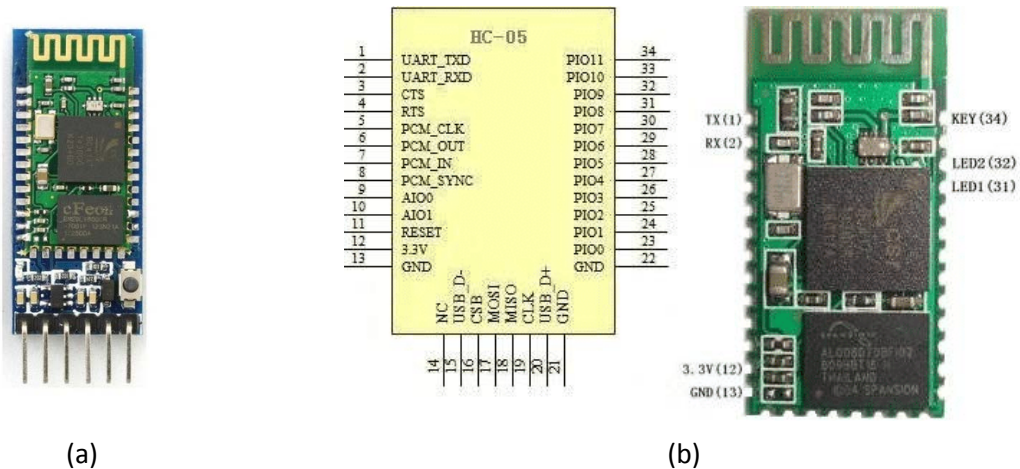 HC-05
1 UART_TXD
2 UART_RXD
3 CTS
4 RTS
5 PCM_CLK
6 PCM_OUT
7 PCM_IN
8 PCM_SYNC
9 AIO0
10 AIO1
11 RESET
12 3.3V
13 GND
PIO11 34
PIO10 33
PIO9 32
PIO8 31
PIO7 30
PIO6 29
PIO5 28
PIO4 27
PIO3 26
PIO2 25
PIO1 24
PIO0 23
GND 22
NC 14
USB_D- 15
CSB 16
MOSI 17
MISO 18
CLK 19
USB_D+ 20
GND 21
cFeon
TX(1)
RX(2)
KEY(34)
LED2(32)
LED1(31)
3.3V(12)
GND(13)
CSR
THAILAND
SPANSION
(a)
(b)